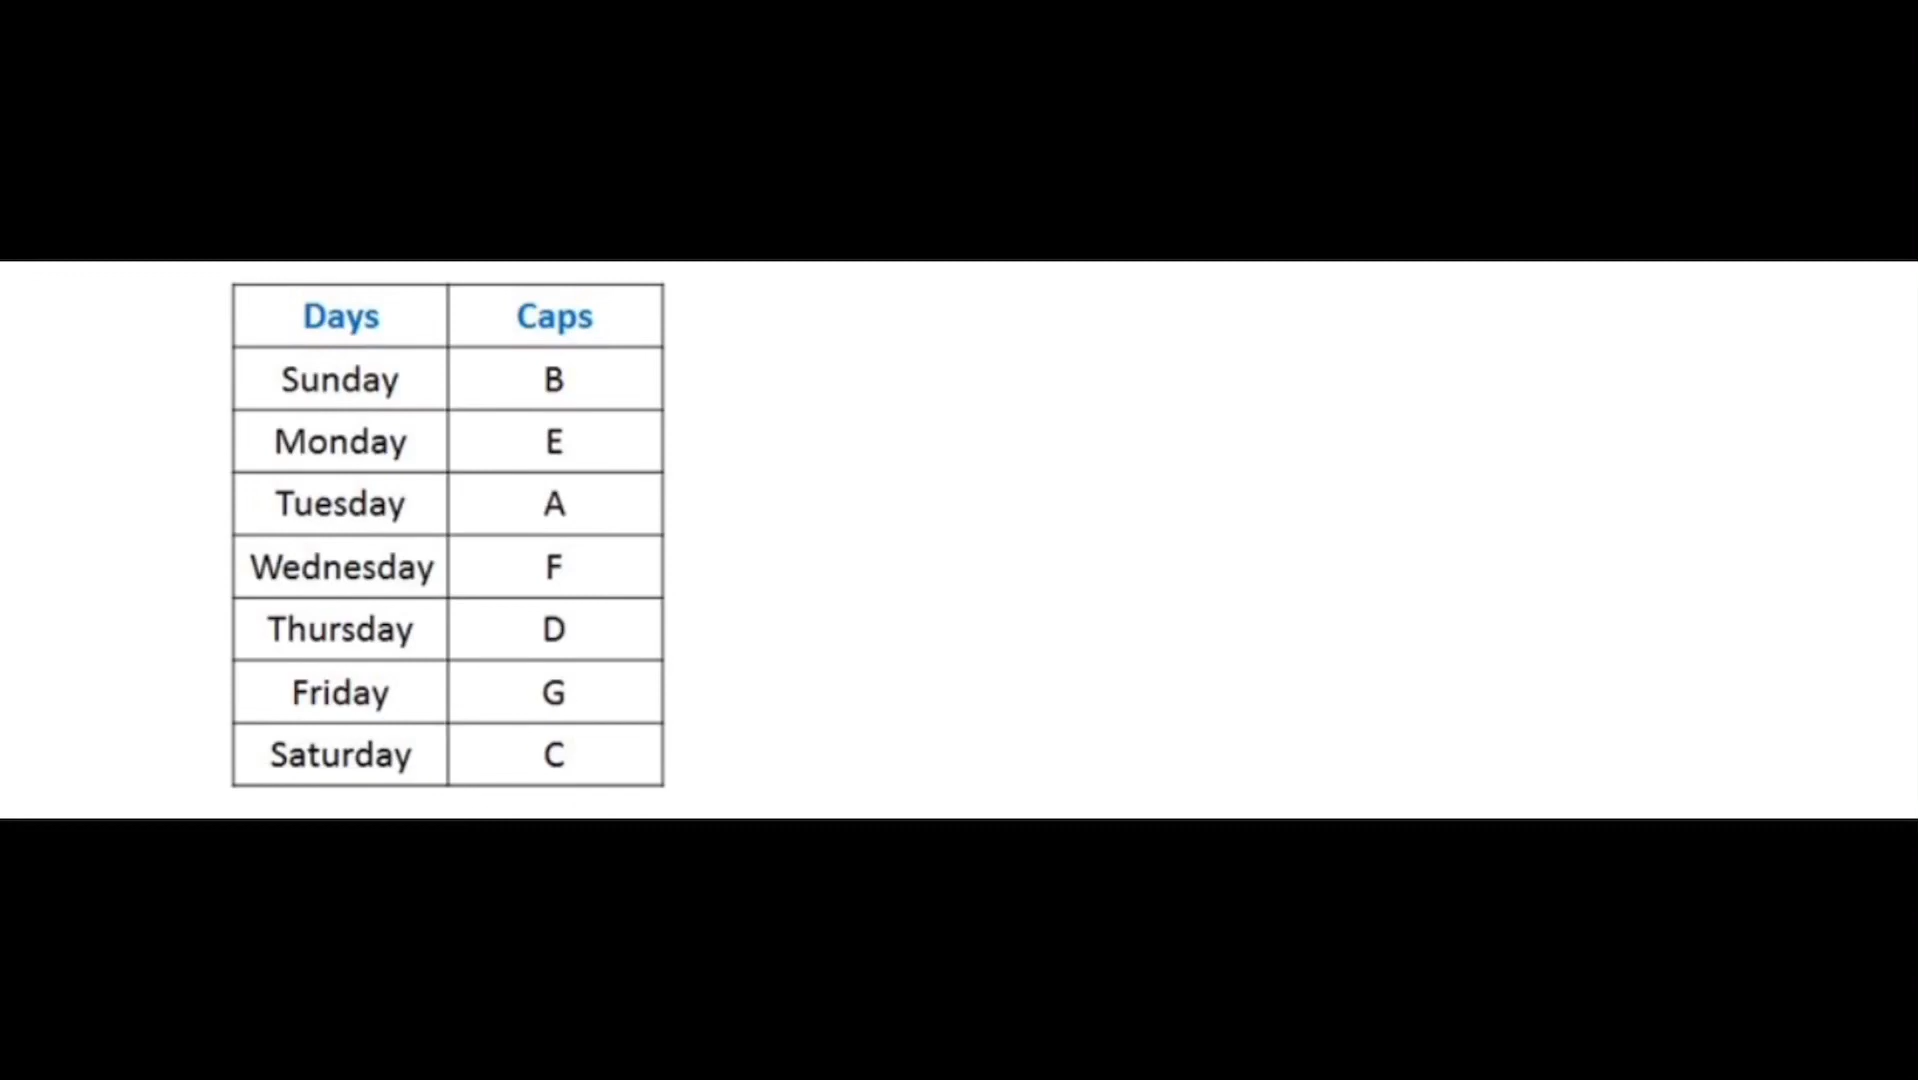 Days Caps
Sunday B
Monday E
Tuesday A
Wednesday F
Thursday D
Friday G
Saturday C